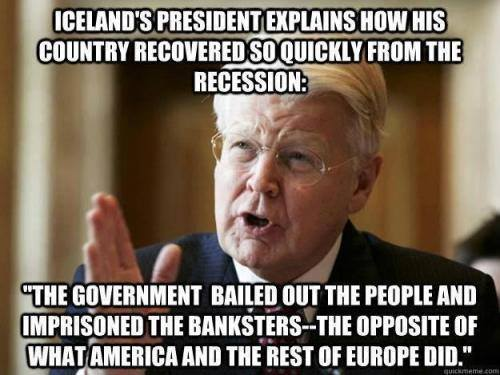 ICELAND'S PRESIDENT EXPLAINS HOW HIS
COUNTRY RECOVERED SO QUICKLY FROM THE
RECESSION:
"THE GOVERNMENT BAILED OUT THE PEOPLE AND
IMPRISONED THE BANKSTERS--THE OPPOSITE OF
WHAT AMERICA AND THE REST OF EUROPE DID."
quickmeme.com